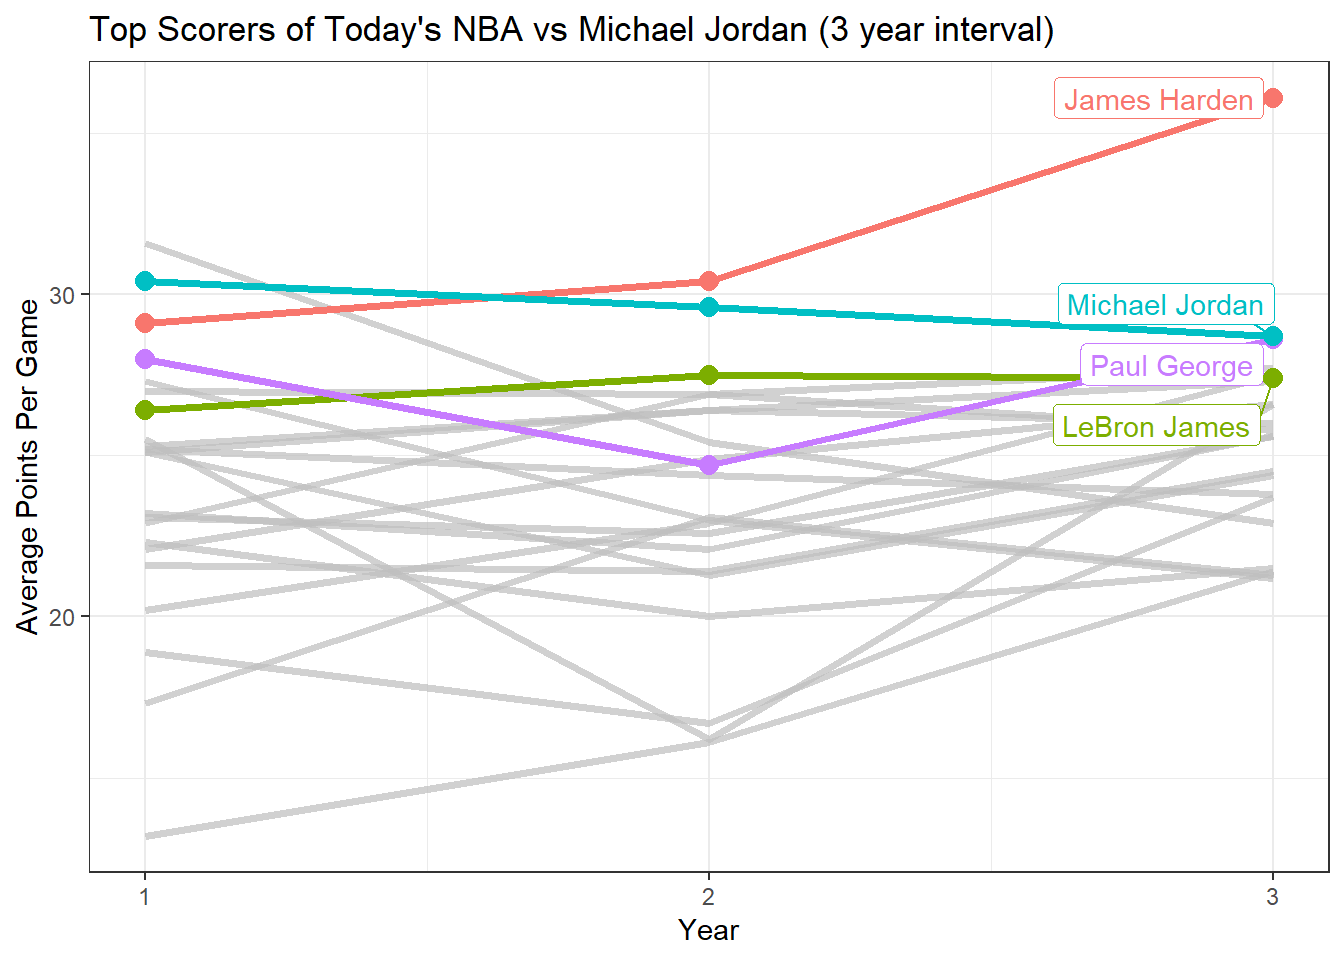 Top Scorers of Today's NBA vs Michael Jordan (3 year interval)
James Harden
Michael Jordan
Paul George
LeBron James
30
20
Average Points Per Game
1
2
3
Year